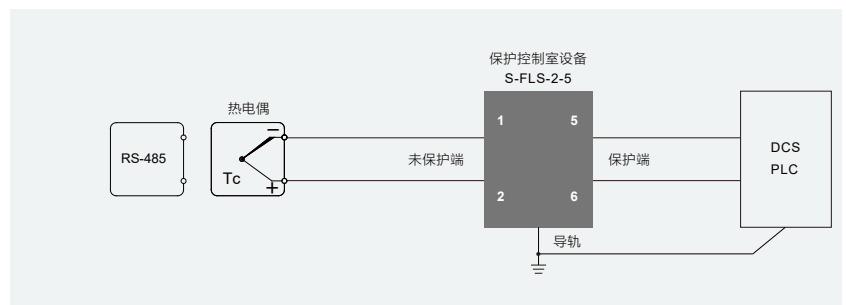 保护控制室设备
S-FLS-2-5
热电偶
RS-485
−
Tc
+
未保护端
1
5
2
6
保护端
DCS
PLC
导轨